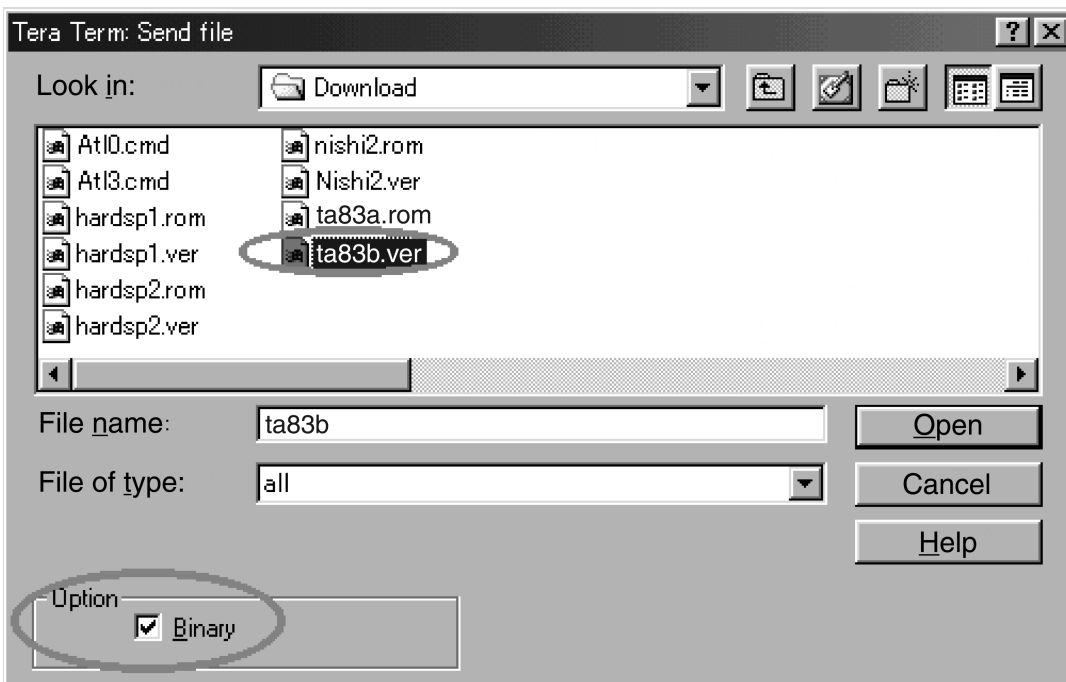 Tera Term: Send file
Look in:
Download
Atl0.cmd
Atl3.cmd
hardsp1.rom
hardsp1.ver
hardsp2.rom
hardsp2.ver
nishi2.rom
Nishi2.ver
ta83a.rom
ta83b.ver
File name:
ta83b
Open
File of type:
all
Cancel
Help
Option
Binary